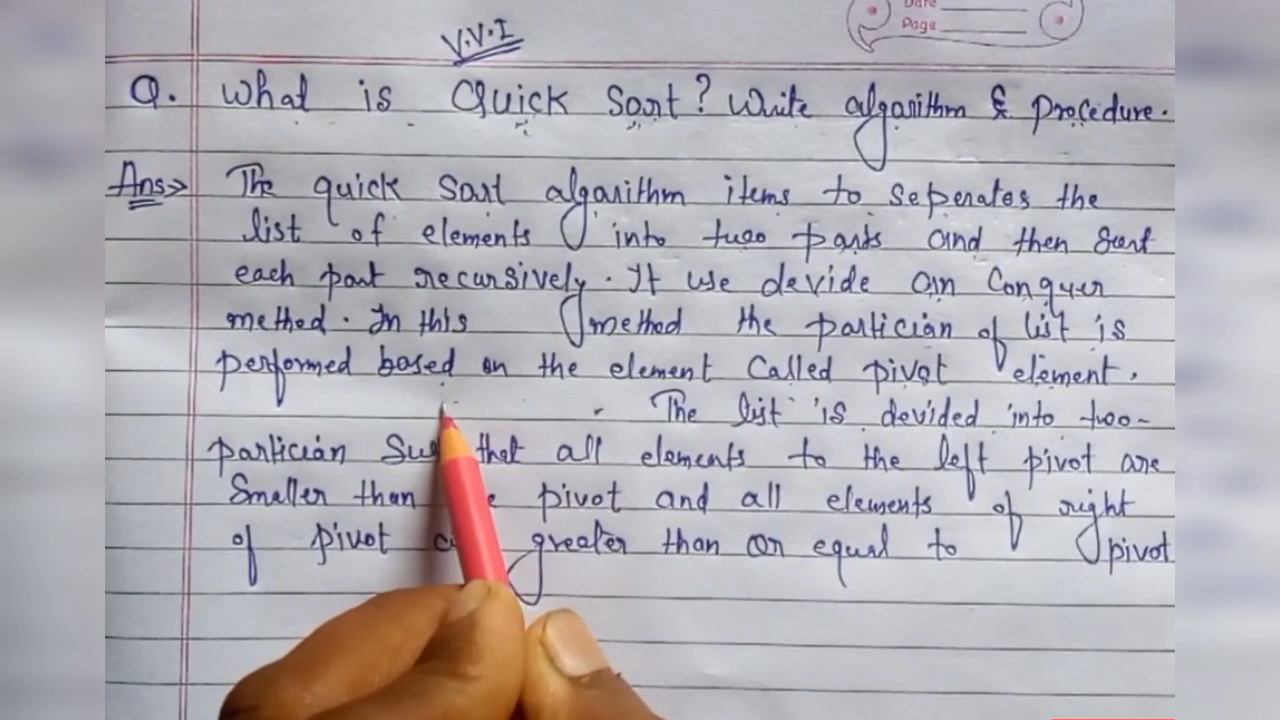 Date
Page
V.V.I
Q. What is Quick Sort? Write algorithm & procedure.
Ans> The quick Sort algorithm items to seperates the
list of elements into two parts and then Sort
each part recursively. It use devide an Conquer
method. In this method the partician of list is
performed based on the element Called pivot element.
The list is devided into two-
partician that all elements to the left pivot are
Smaller than pivot and all elements of right
of pivot greater than or equal to pivot